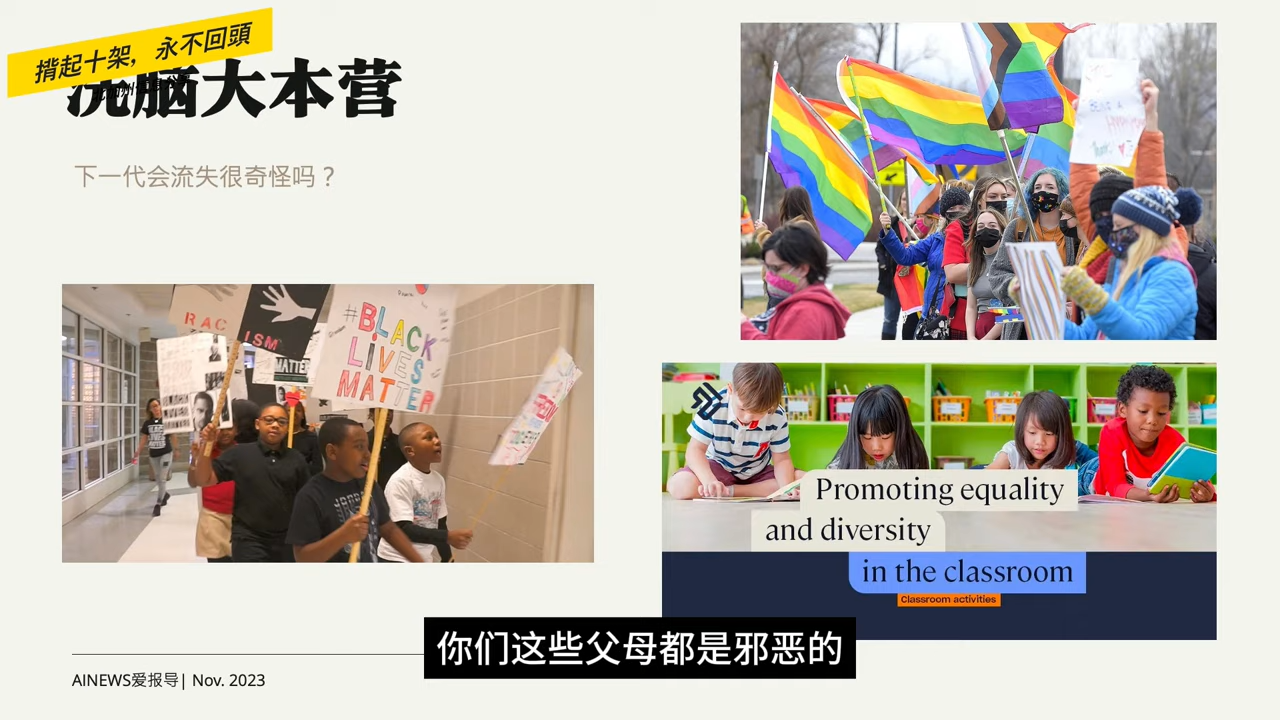 揹起十架，永不回頭
洗脑大本营
下一代会流失很奇怪吗？
RAC
ISM
MATTER
#BLACK
LIVES
MATTER
Promoting equality
and diversity
in the classroom
Classroom activities
你们这些父母都是邪恶的
AINEWS爱报导| Nov. 2023